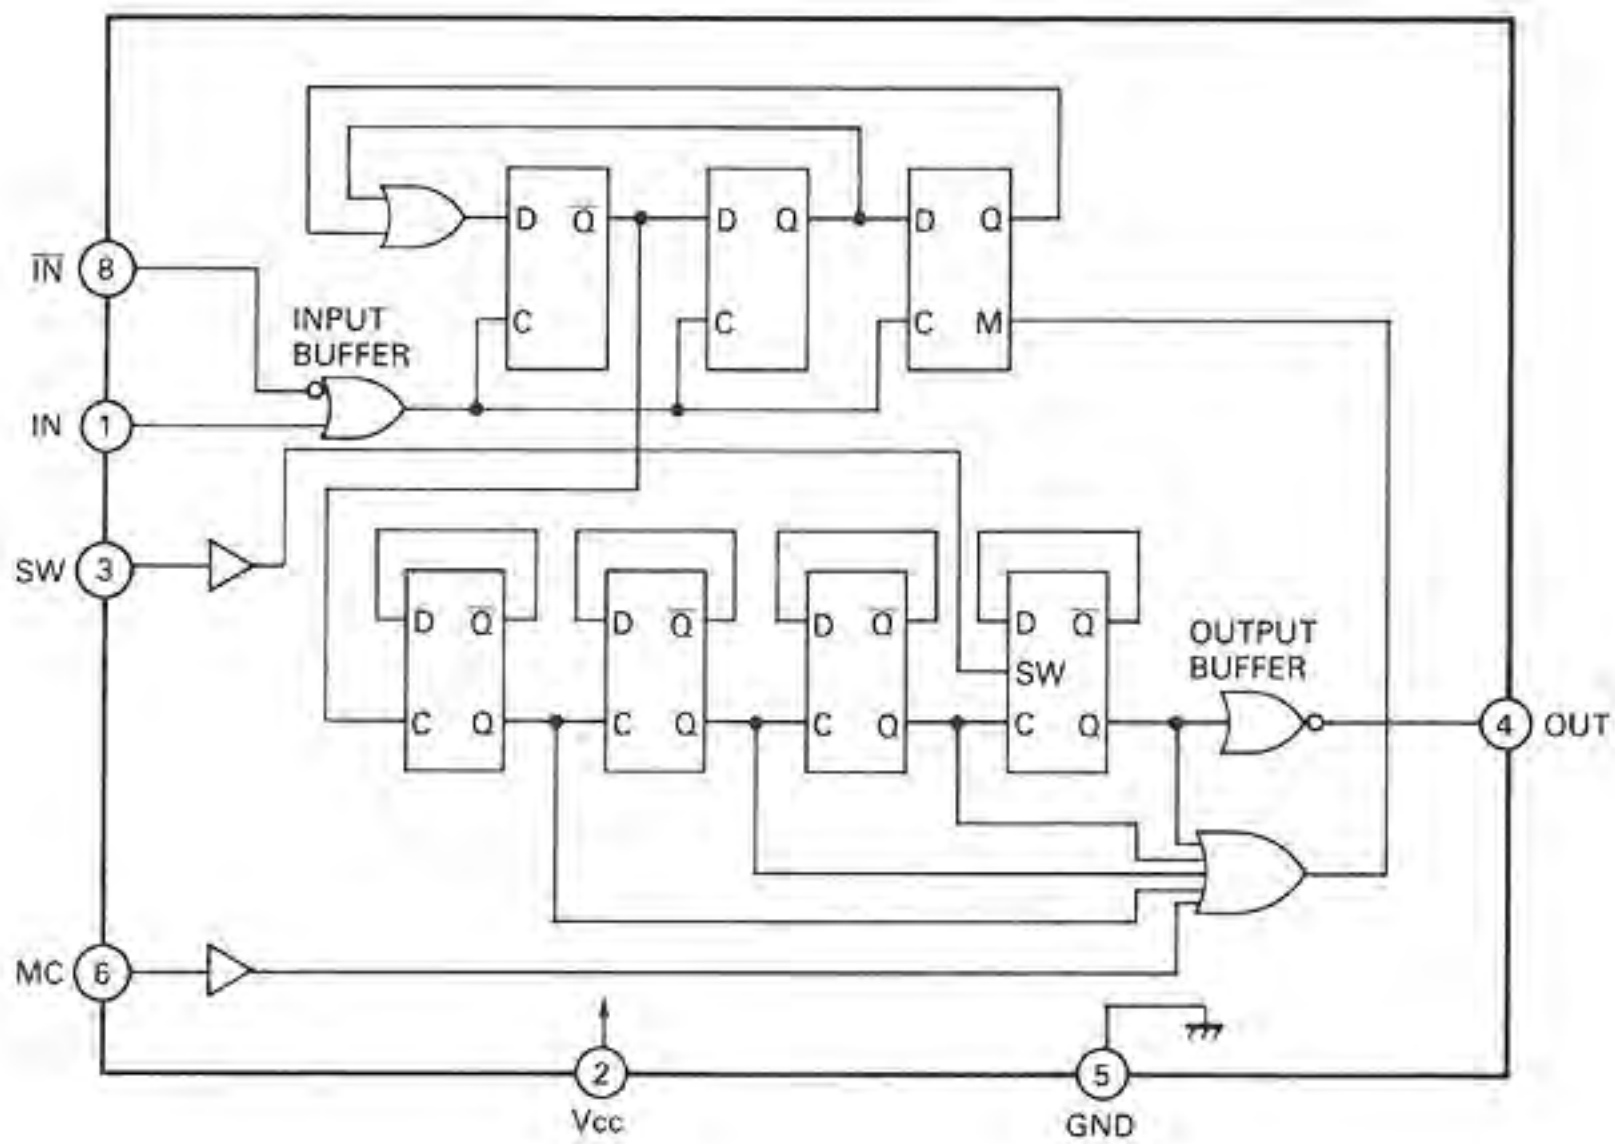 D Q̅ D Q D Q
IN̅ 8
INPUT
BUFFER
C C C M
IN 1
SW 3
D Q̅ D Q̅ D Q̅ D Q̅
OUTPUT
BUFFER
SW
C Q C Q C Q C Q
4 OUT
MC 6
2
5
Vcc
GND